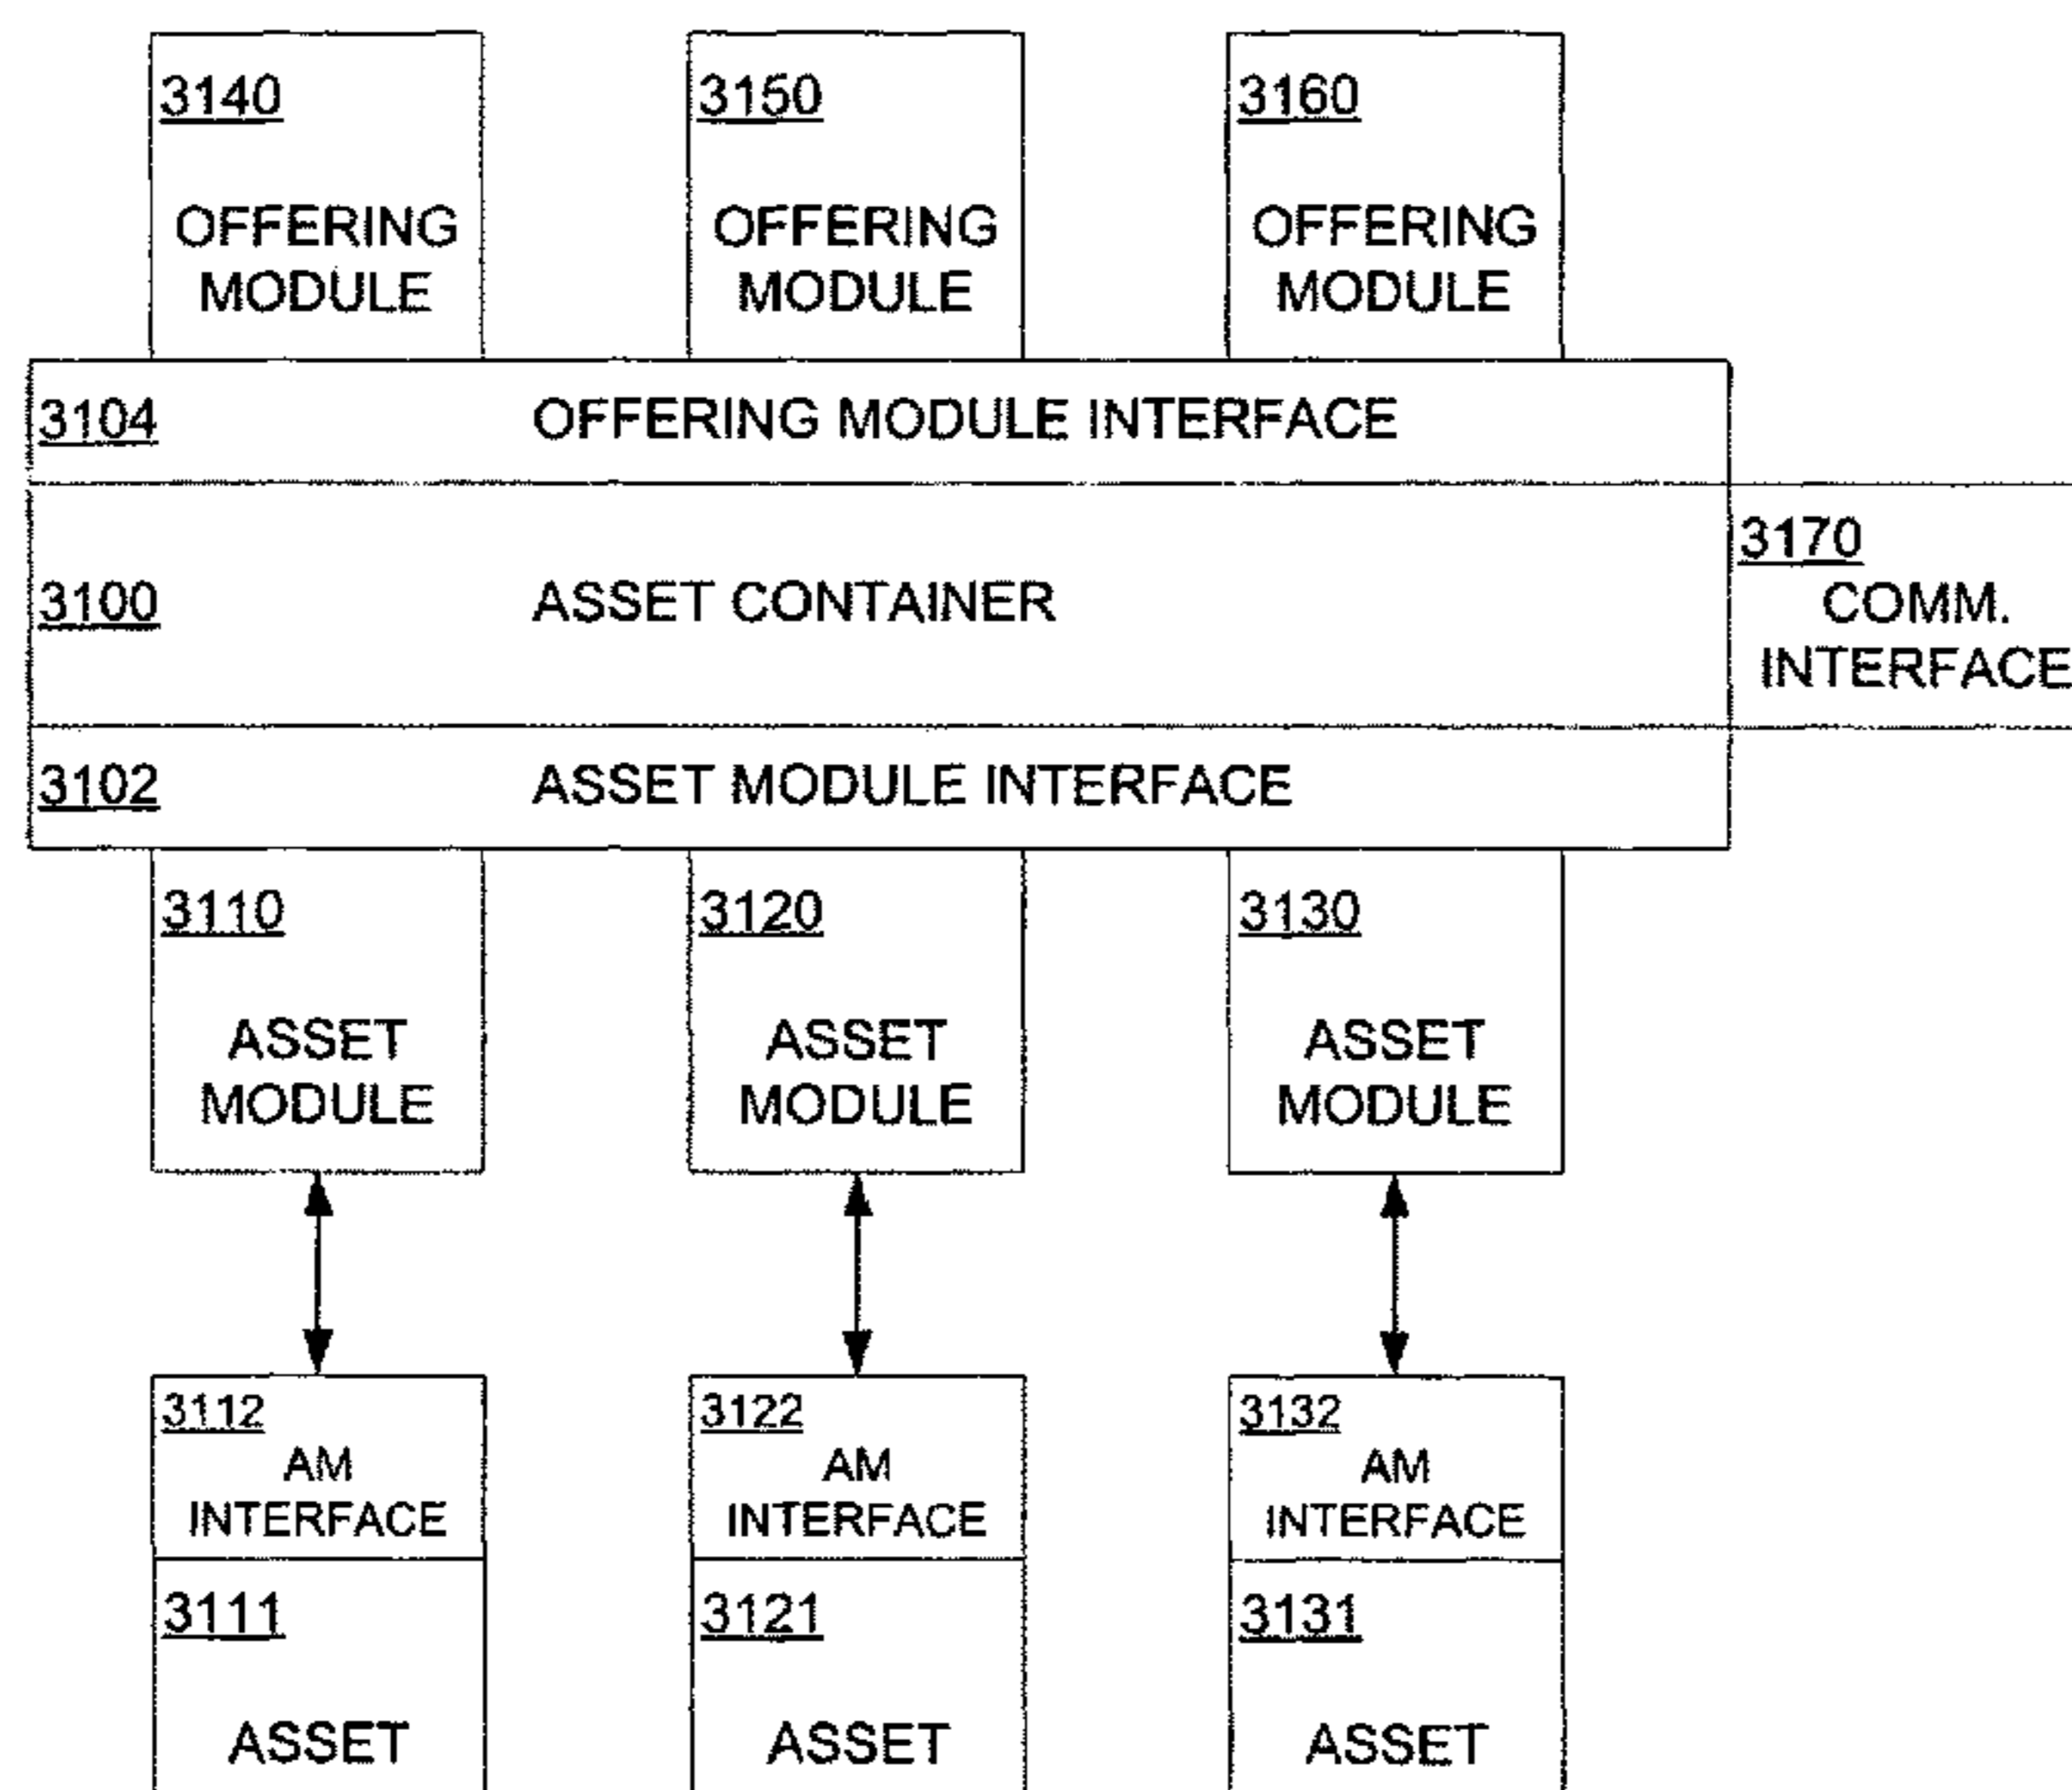 3140 3150 3160
OFFERING OFFERING OFFERING
MODULE MODULE MODULE
3104 OFFERING MODULE INTERFACE
3170
3100 ASSET CONTAINER COMM.
INTERFACE
3102 ASSET MODULE INTERFACE
3110 3120 3130
ASSET ASSET ASSET
MODULE MODULE MODULE
3112 3122 3132
AM AM AM
INTERFACE INTERFACE INTERFACE
3111 3121 3131
ASSET ASSET ASSET